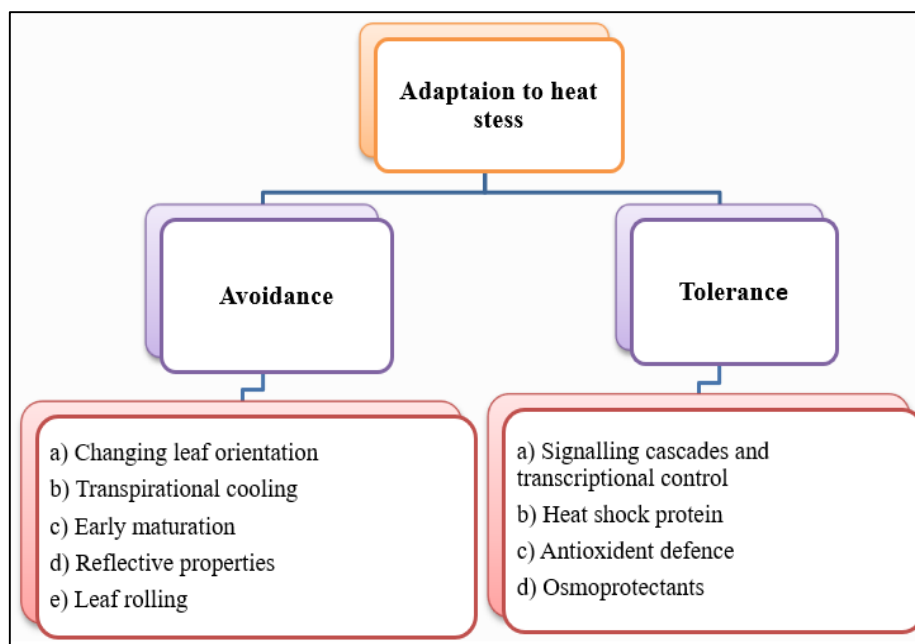 Adaptaion to heat
stess
Avoidance
Tolerance
a) Changing leaf orientation
b) Transpirational cooling
c) Early maturation
d) Reflective properties
e) Leaf rolling
a) Signalling cascades and
transcriptional control
b) Heat shock protein
c) Antioxident defence
d) Osmoprotectants